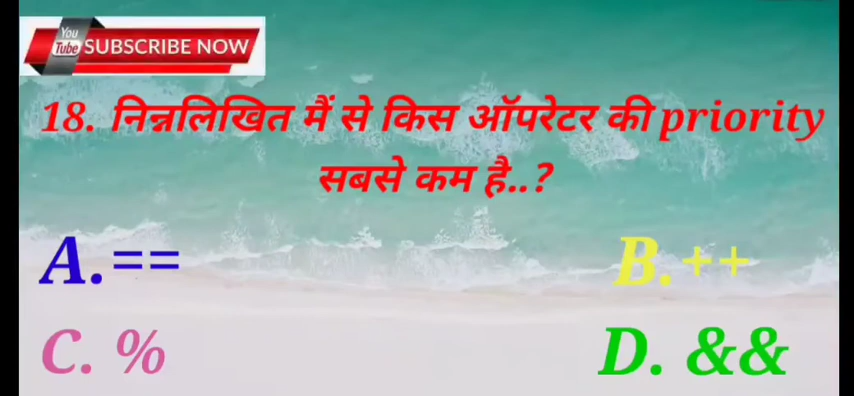 You
Tube SUBSCRIBE NOW
18. निन्नलिखित मैं से किस ऑपरेटर की priority
सबसे कम है..?
A.== B.++
C. % D. &&